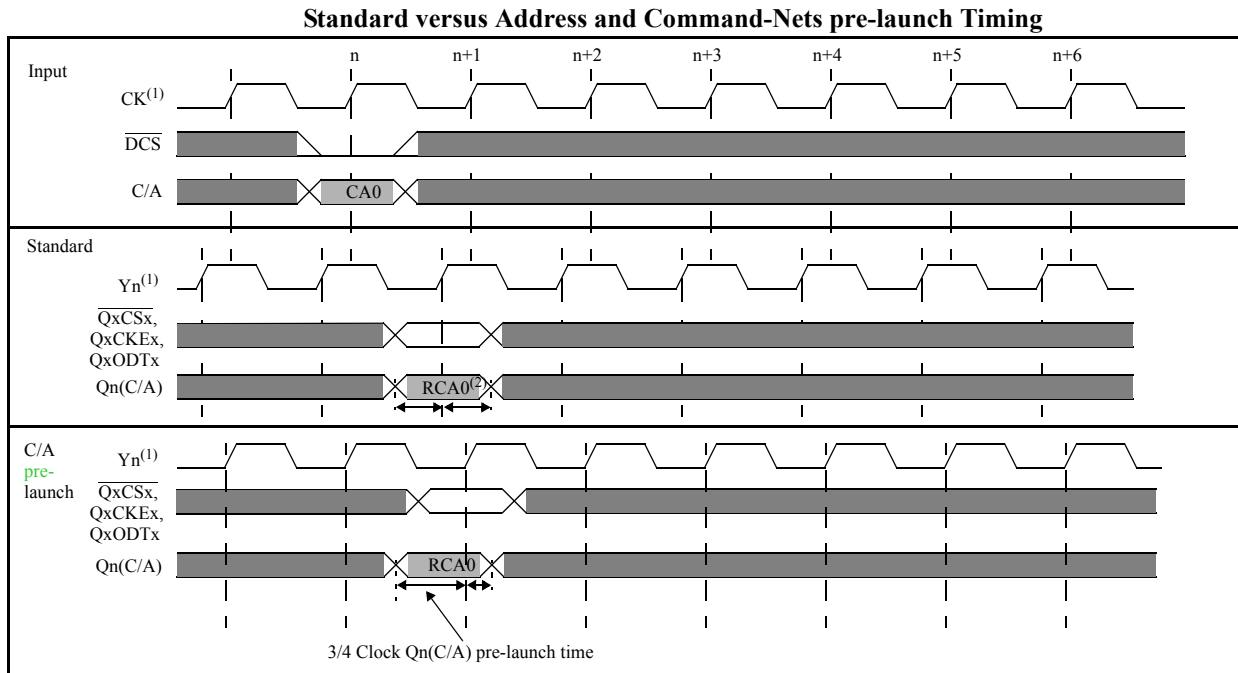 Standard versus Address and Command-Nets pre-launch Timing
n n+1 n+2 n+3 n+4 n+5 n+6
Input
CK(1)
DCS
C/A
CA0
Standard
Yn(1)
QxCSx,
QxCKEx,
QxODTx
Qn(C/A)
RCA0(2)
C/A
pre-
launch
Yn(1)
QxCSx,
QxCKEx,
QxODTx
Qn(C/A)
RCA0
3/4 Clock Qn(C/A) pre-launch time